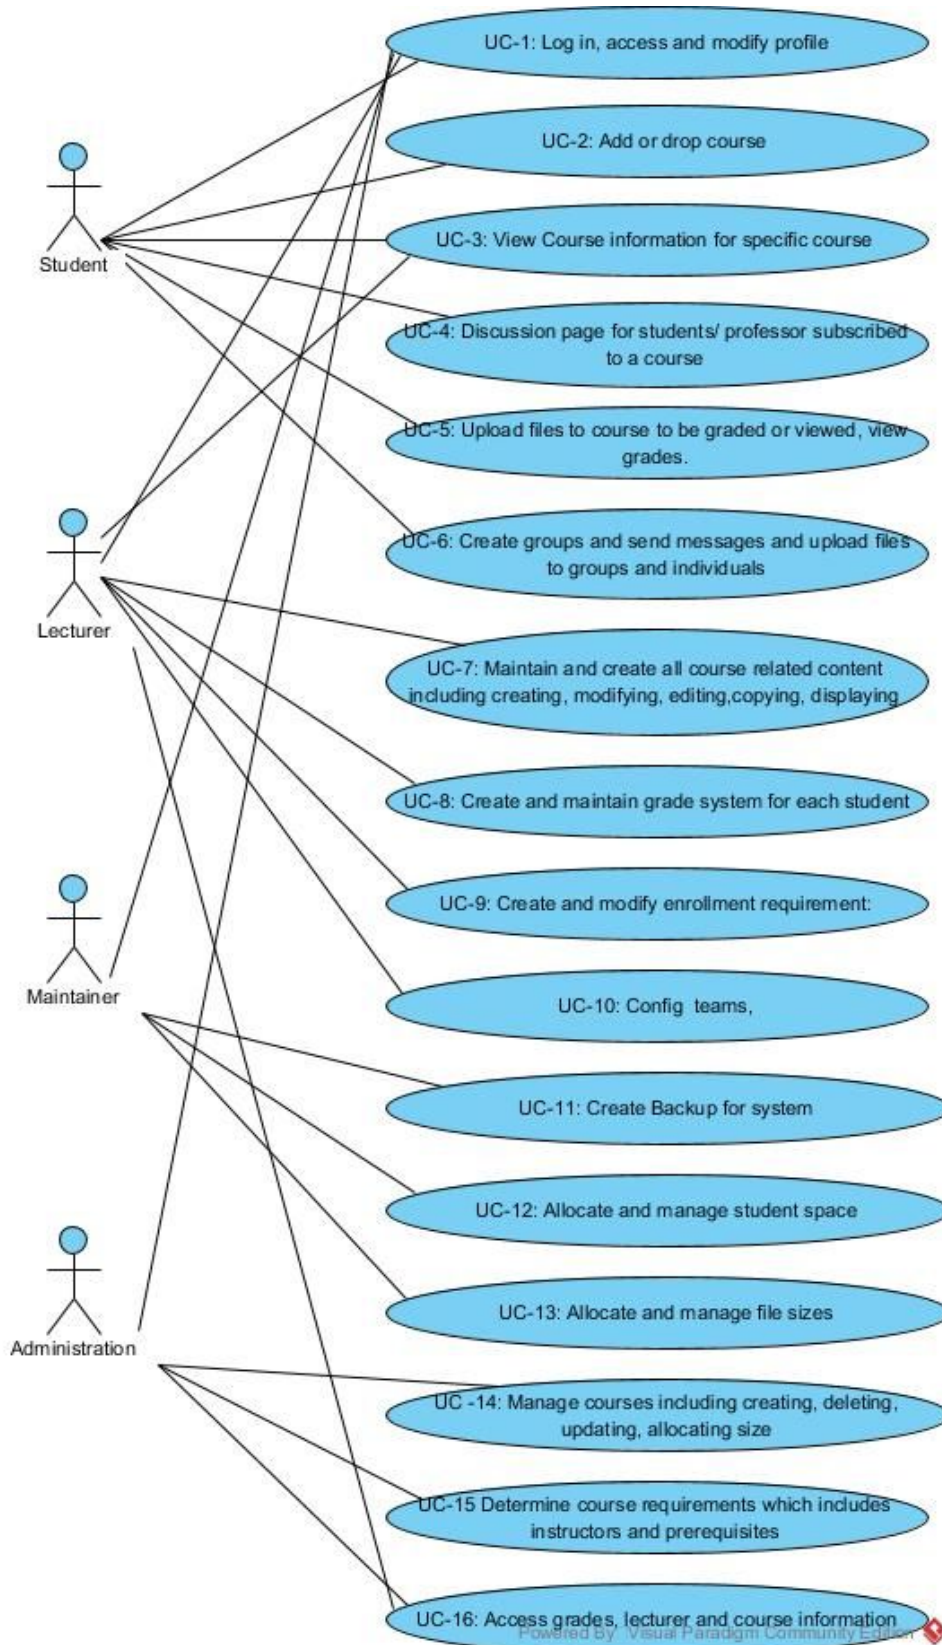 UC-1: Log in, access and modify profile
UC-2: Add or drop course
Student
UC-3: View Course information for specific course
UC-4: Discussion page for students/ professor subscribed
to a course
UC-5: Upload files to course to be graded or viewed, view
grades.
UC-6: Create groups and send messages and upload files
to groups and individuals
Lecturer
UC-7: Maintain and create all course related content
including creating, modifying, editing,copying, displaying
UC-8: Create and maintain grade system for each student
UC-9: Create and modify enrollment requirement:
Maintainer
UC-10: Config teams,
UC-11: Create Backup for system
UC-12: Allocate and manage student space
UC-13: Allocate and manage file sizes
Administration
UC -14: Manage courses including creating, deleting,
updating, allocating size
UC-15 Determine course requirements which includes
instructors and prerequisites
UC-16: Access grades, lecturer and course information
Powered By Visual Paradigm Community Edition